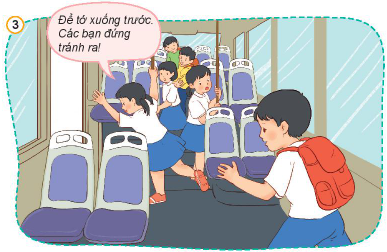 3
Để tớ xuống trước.
Các bạn đứng
tránh ra!